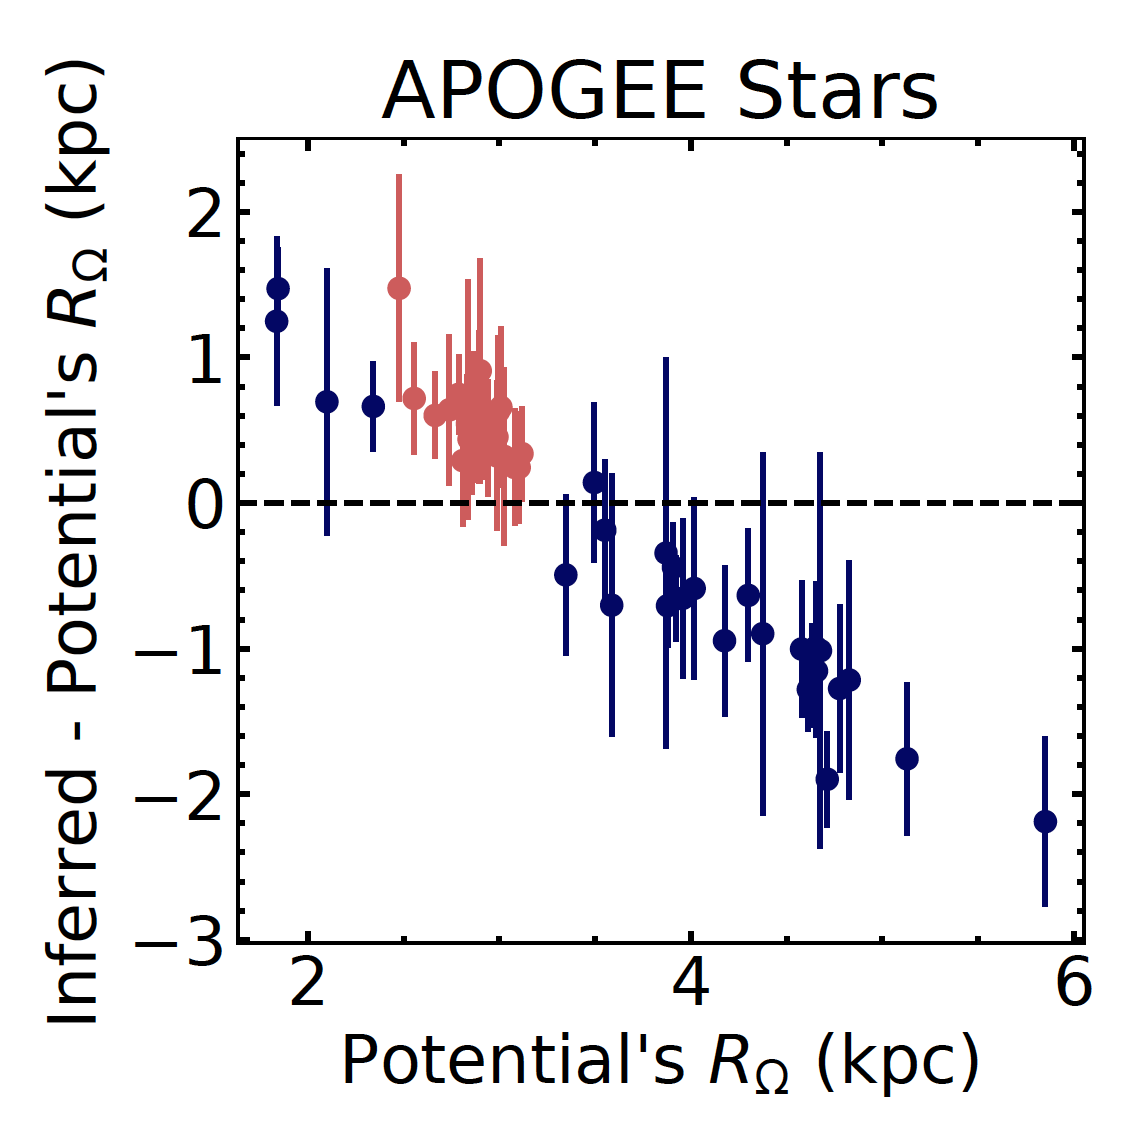 APOGEE Stars
Inferred - Potential's R_Ω (kpc)
2
1
0
−1
−2
−3
2 4 6
Potential's R_Ω (kpc)